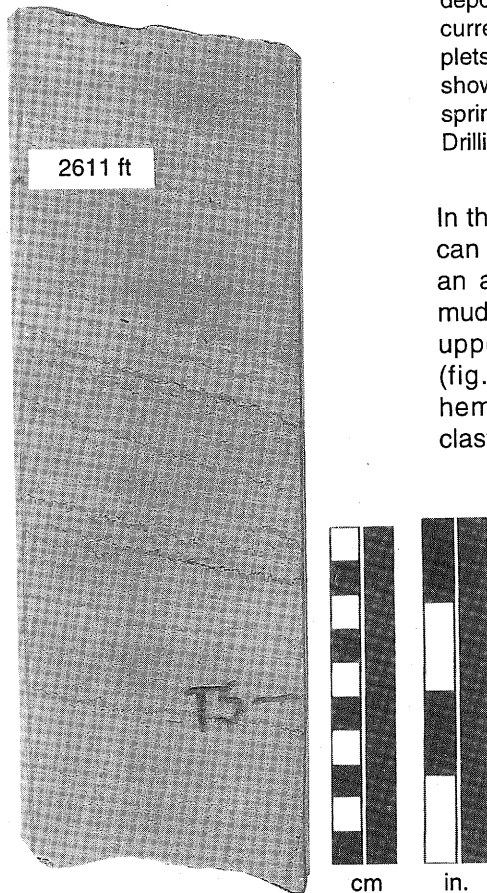 depo
curre
plets
show
sprin
Drilli
2611 ft
In th
can
an a
mud
uppe
(fig.
hem
clas
TS
cm
in.